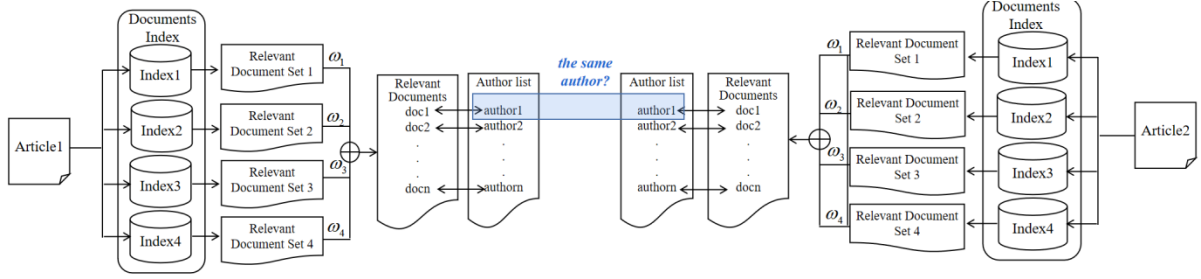 Article1
Documents
Index
Index1
Index2
Index3
Index4
Relevant
Document Set 1
Relevant
Document Set 2
Relevant
Document Set 3
Relevant
Document Set 4
ω1
ω2
ω3
ω4
Relevant
Documents
doc1
doc2
.
.
.
docn
Author list
author1
author2
.
.
.
authorn
the same
author?
Author list
author1
author2
.
.
.
authorn
Relevant
Documents
doc1
doc2
.
.
.
docn
ω1
ω2
ω3
ω4
Relevant Document
Set 1
Relevant Document
Set 2
Relevant Document
Set 3
Relevant Document
Set 4
Documents
Index
Index1
Index2
Index3
Index4
Article2